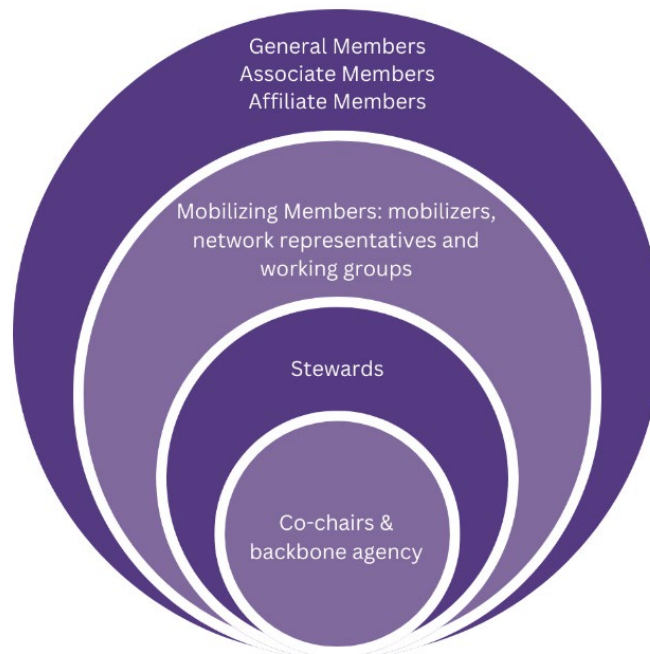 General Members
Associate Members
Affiliate Members
Mobilizing Members: mobilizers,
network representatives and
working groups
Stewards
Co-chairs &
backbone agency